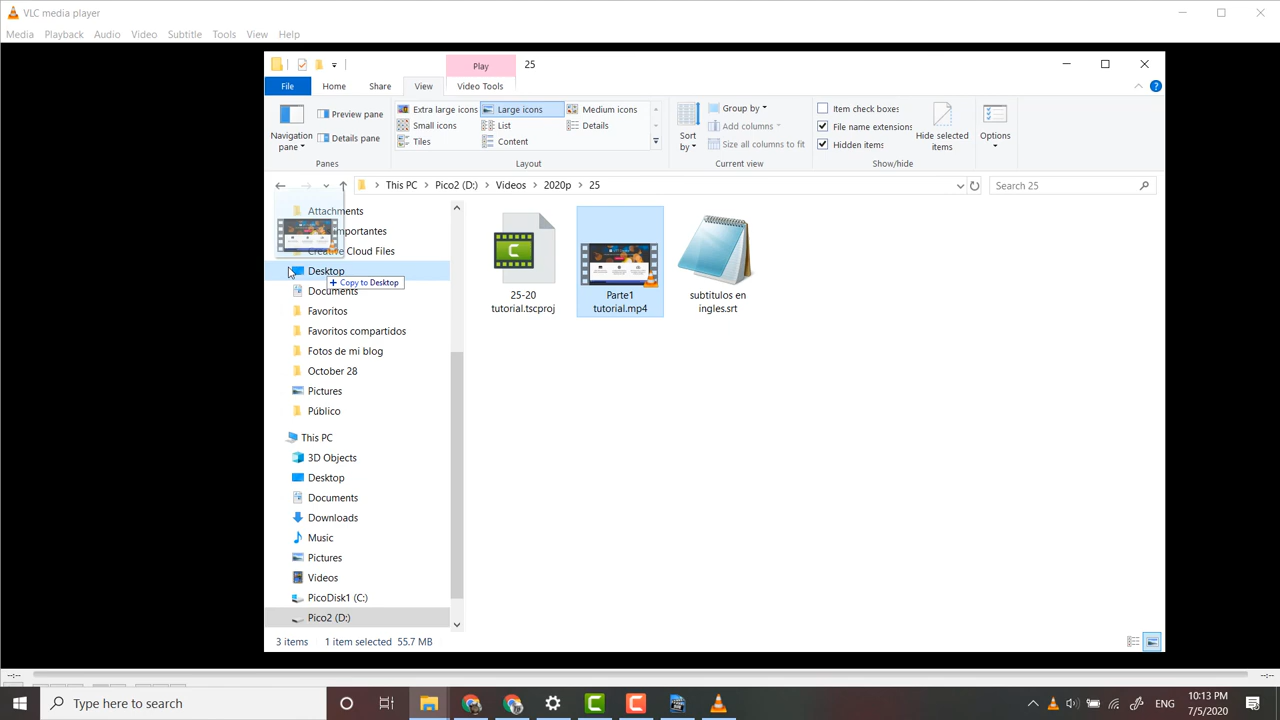 VLC media player
Media Playback Audio Video Subtitle Tools View Help
Play 25
File Home Share View Video Tools
Navigation pane
Preview pane
Details pane
Panes
Extra large icons Large icons Medium icons
Small icons List Details
Tiles Content
Layout
Sort by
Group by
Add columns
Size all columns to fit
Current view
Item check boxes
File name extensions
Hidden items
Hide selected items
Show/hide
Options
This PC > Pico2 (D:) > Videos > 2020p > 25
Search 25
Attachments
importantes
Creative Cloud Files
Desktop
+ Copy to Desktop
Documents
Favoritos
Favoritos compartidos
Fotos de mi blog
October 28
Pictures
Público
This PC
3D Objects
Desktop
Documents
Downloads
Music
Pictures
Videos
PicoDisk1 (C:)
Pico2 (D:)
25-20
tutorial.tscproj
Parte1
tutorial.mp4
subtitulos en
ingles.srt
3 items 1 item selected 55.7 MB
--:-- --:--
Type here to search
ENG
10:13 PM
7/5/2020